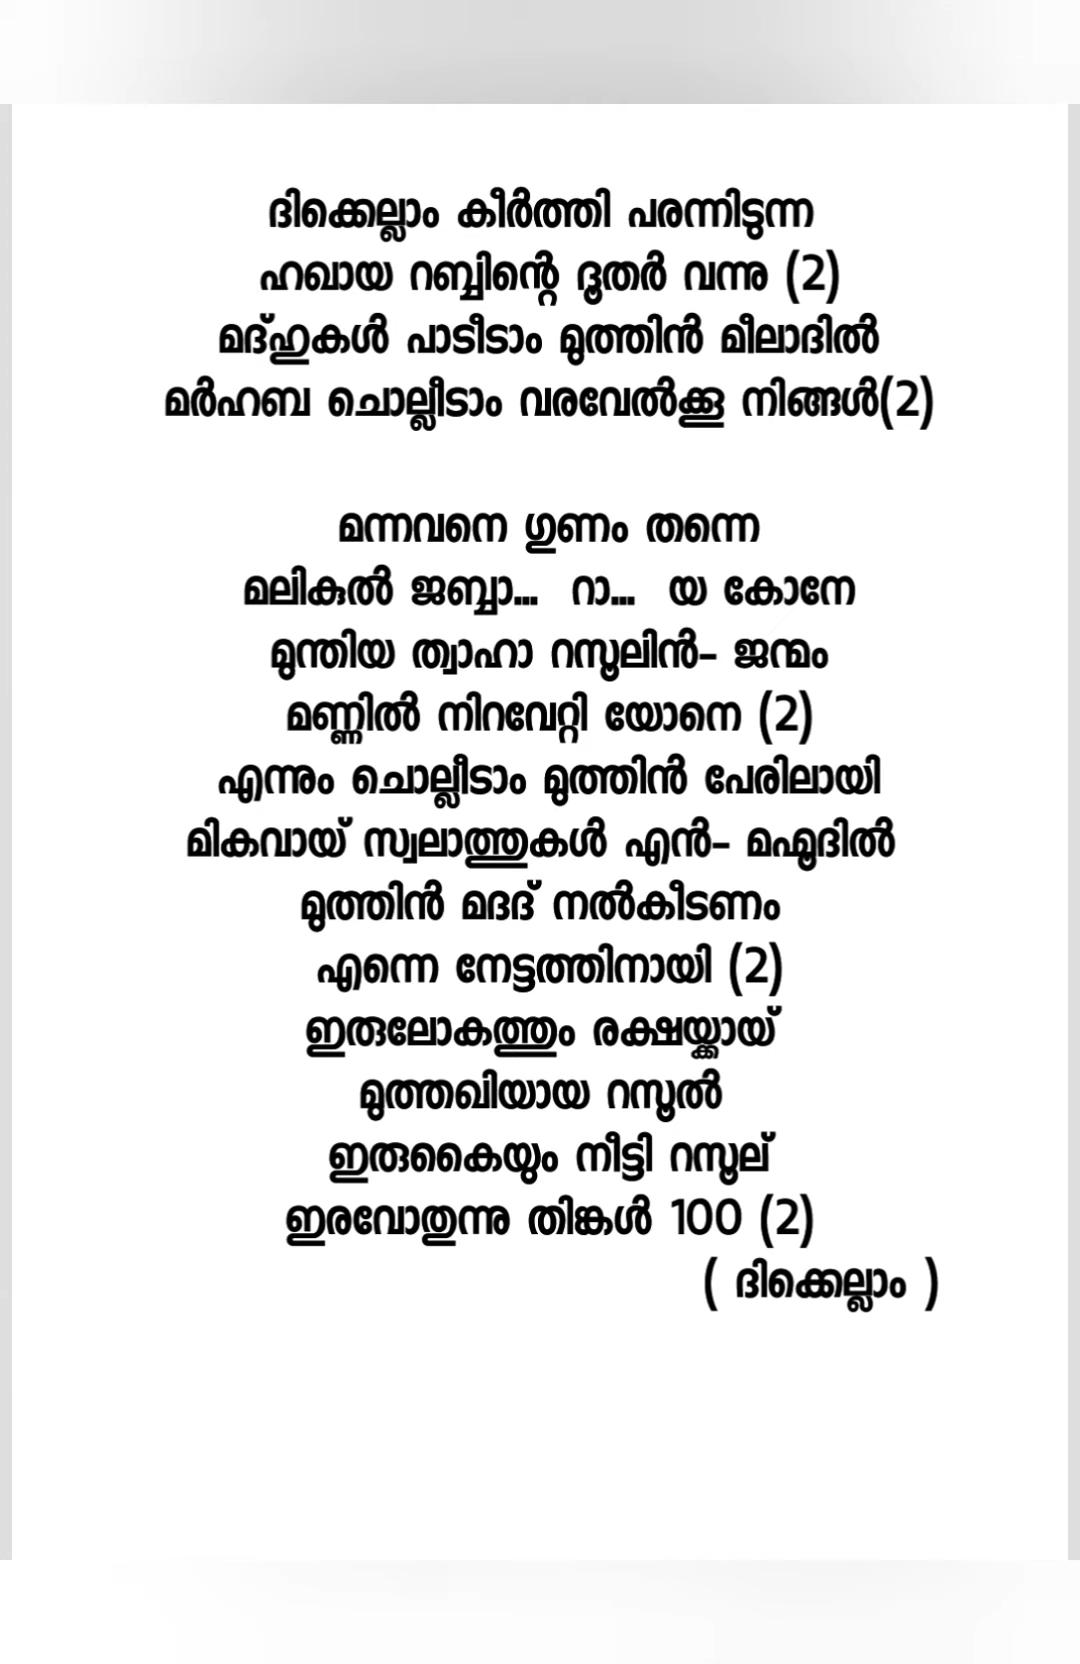 ദിക്കെല്ലാം കീർത്തി പരന്നിടുന്ന
ഹഖായ റബ്ബിന്റെ ദൂതർ വന്നു (2)
മദ്ഹുകൾ പാടീടാം മുത്തിൻ മീലാദിൽ
മർഹബ ചൊല്ലീടാം വരവേൽക്കൂ നിങ്ങൾ(2)
മന്നവനെ ഗുണം തന്നെ
മലികുൽ ജബ്ബാ... റാ... യ കോനേ
മുന്തിയ ത്വാഹാ റസൂലിൻ- ജന്മം
മണ്ണിൽ നിറവേറ്റി യോനെ (2)
എന്നും ചൊല്ലീടാം മുത്തിൻ പേരിലായി
മികവായ് സ്വലാത്തുകൾ എൻ- മഹ്മൂദിൽ
മുത്തിൻ മദദ് നൽകീടണം
എന്നെ നേട്ടത്തിനായി (2)
ഇരുലോകത്തും രക്ഷയ്ക്കായ്
മുത്തഖിയായ റസൂൽ
ഇരുകൈയും നീട്ടി റസൂല്
ഇരവോതുന്നു തിങ്കൾ 100 (2)
( ദിക്കെല്ലാം )